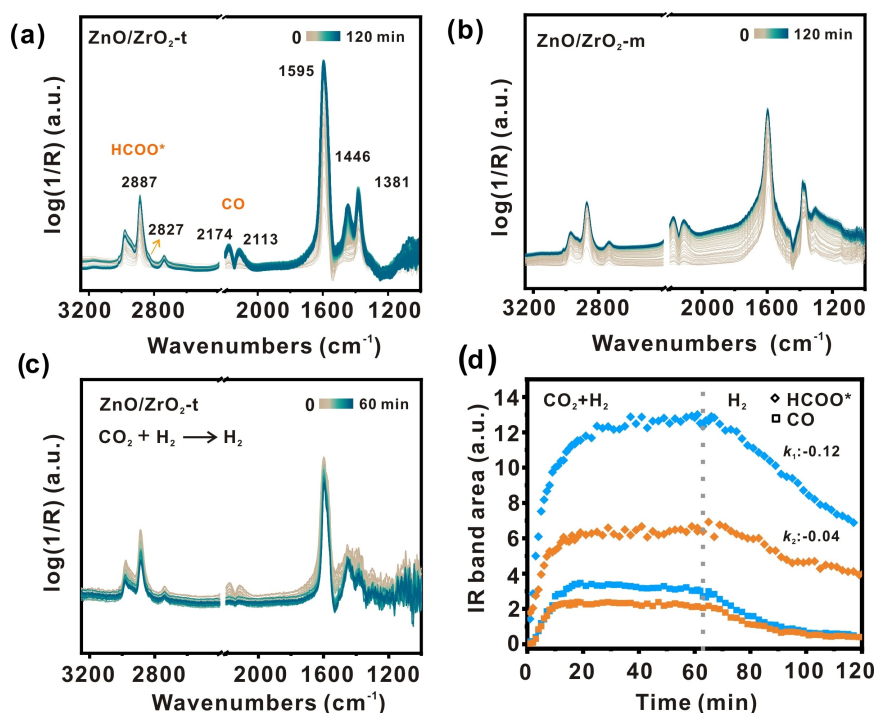 (a)
ZnO/ZrO₂-t
0 120 min
1595
HCOO*
2887
1446
1381
CO
2827
2174
2113
log(1/R) (a.u.)
3200 2800 2000 1600 1200
Wavenumbers (cm⁻¹)
(b)
ZnO/ZrO₂-m
0 120 min
log(1/R) (a.u.)
3200 2800 2000 1600 1200
Wavenumbers (cm⁻¹)
(c)
ZnO/ZrO₂-t
0 60 min
CO₂ + H₂ → H₂
log(1/R) (a.u.)
3200 2800 2000 1600 1200
Wavenumbers (cm⁻¹)
(d)
CO₂+H₂
H₂
HCOO*
CO
k₁:-0.12
k₂:-0.04
IR band area (a.u.)
14
12
10
8
6
4
2
0
0 20 40 60 80 100 120
Time (min)